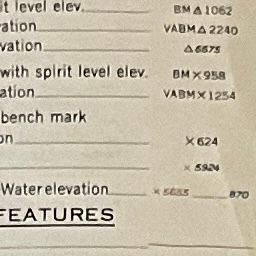 it level elev. BM△1062
ation VABM△2240
vation △6675
with spirit level elev. BM×958
ation VABM×1254
bench mark
on ×624
×5924
Water elevation ×5655 870
FEATURES